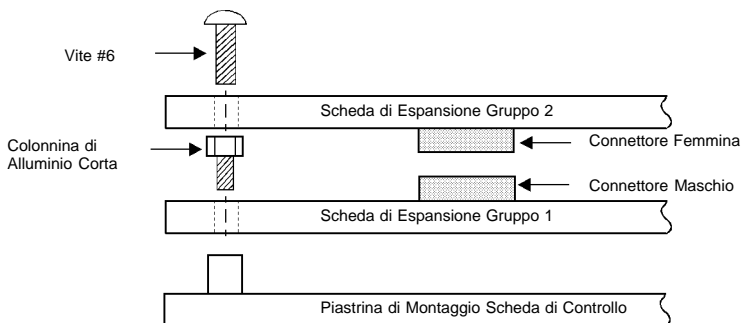 Vite #6
Scheda di Espansione Gruppo 2
Colonnina di
Alluminio Corta
Connettore Femmina
Connettore Maschio
Scheda di Espansione Gruppo 1
Piastrina di Montaggio Scheda di Controllo